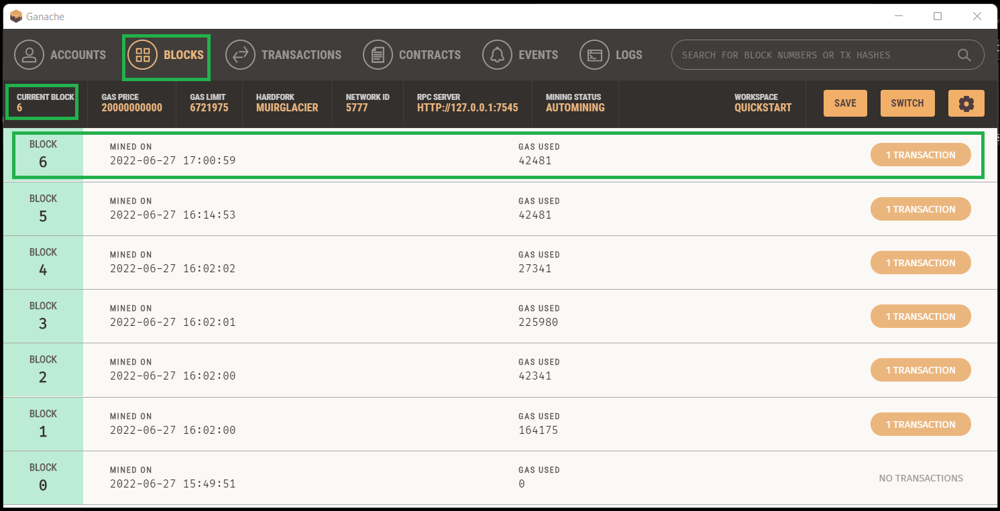 Ganache
ACCOUNTS BLOCKS TRANSACTIONS CONTRACTS EVENTS LOGS SEARCH FOR BLOCK NUMBERS OR TX HASHES
CURRENT BLOCK GAS PRICE GAS LIMIT HARDFORK NETWORK ID RPC SERVER MINING STATUS WORKSPACE
6 20000000000 6721975 MUIRGLACIER 5777 HTTP://127.0.0.1:7545 AUTOMINING QUICKSTART SAVE SWITCH
BLOCK MINED ON GAS USED
6 2022-06-27 17:00:59 42481 1 TRANSACTION
BLOCK MINED ON GAS USED
5 2022-06-27 16:14:53 42481 1 TRANSACTION
BLOCK MINED ON GAS USED
4 2022-06-27 16:02:02 27341 1 TRANSACTION
BLOCK MINED ON GAS USED
3 2022-06-27 16:02:01 225980 1 TRANSACTION
BLOCK MINED ON GAS USED
2 2022-06-27 16:02:00 42341 1 TRANSACTION
BLOCK MINED ON GAS USED
1 2022-06-27 16:02:00 164175 1 TRANSACTION
BLOCK MINED ON GAS USED
0 2022-06-27 15:49:51 0 NO TRANSACTIONS